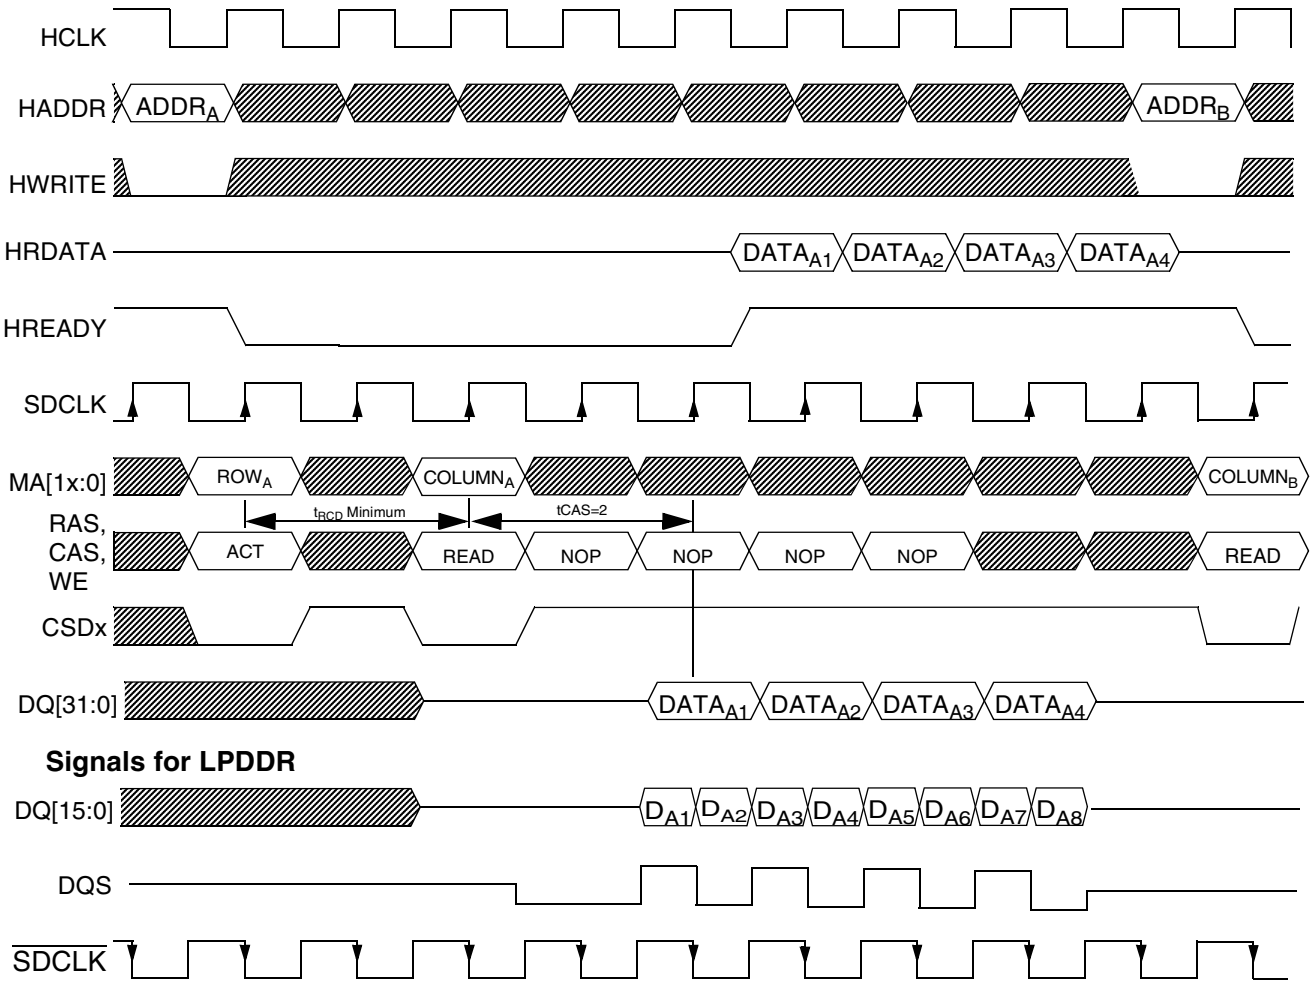 HCLK
HADDR ADDRA ADDRB
HWRITE
HRDATA DATAA1 DATAA2 DATAA3 DATAA4
HREADY
SDCLK
MA[1x:0] ROWA COLUMNA COLUMNB
tRCD Minimum tCAS=2
RAS,
CAS, ACT READ NOP NOP NOP NOP READ
WE
CSDx
DQ[31:0] DATAA1 DATAA2 DATAA3 DATAA4
Signals for LPDDR
DQ[15:0] DA1 DA2 DA3 DA4 DA5 DA6 DA7 DA8
DQS
SDCLK